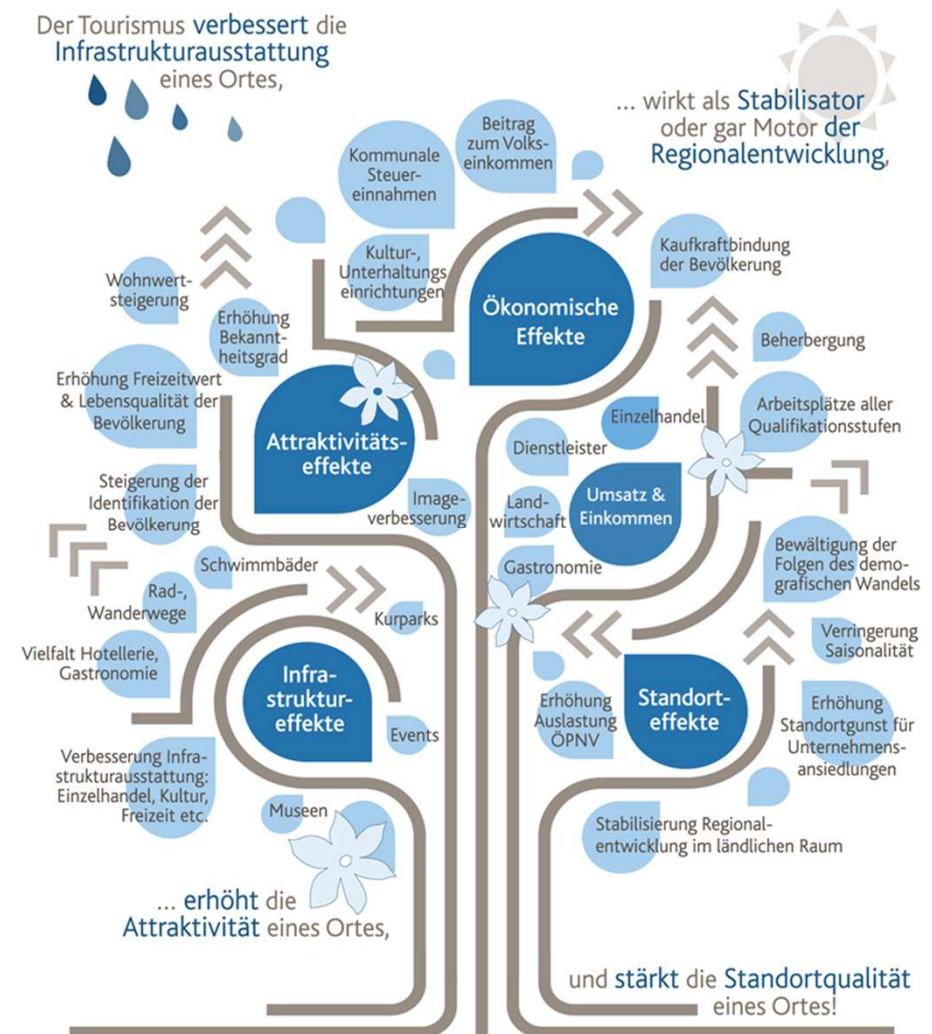 Der Tourismus verbessert die
Infrastrukturausstattung
eines Ortes,
... wirkt als Stabilisator
oder gar Motor der
Regionalentwicklung,
Beitrag
zum Volks-
einkommen
Kommunale
Steuer-
einnahmen
Kultur-,
Unterhaltungs
einrichtungen
Ökonomische
Effekte
Kaufkraftbindung
der Bevölkerung
Wohnwert-
steigerung
Erhöhung
Bekannt-
heitsgrad
Erhöhung Freizeitwert
& Lebensqualität der
Bevölkerung
Attraktivitäts-
effekte
Steigerung der
Identifikation der
Bevölkerung
Image-
verbesserung
Beherbergung
Einzelhandel
Arbeitsplätze aller
Qualifikationsstufen
Dienstleister
Land-
wirtschaft
Umsatz &
Einkommen
Gastronomie
Bewältigung der
Folgen des demo-
grafischen Wandels
Schwimmbäder
Rad-,
Wanderwege
Kurparks
Vielfalt Hotellerie,
Gastronomie
Infra-
struktur-
effekte
Events
Verbesserung Infra-
strukturausstattung:
Einzelhandel, Kultur,
Freizeit etc.
Museen
Verringerung
Saisonalität
Erhöhung
Auslastung
ÖPNV
Standort-
effekte
Erhöhung
Standortgunst für
Unternehmens-
ansiedlungen
Stabilisierung Regional-
entwicklung im ländlichen Raum
... erhöht die
Attraktivität eines Ortes,
und stärkt die Standortqualität
eines Ortes!